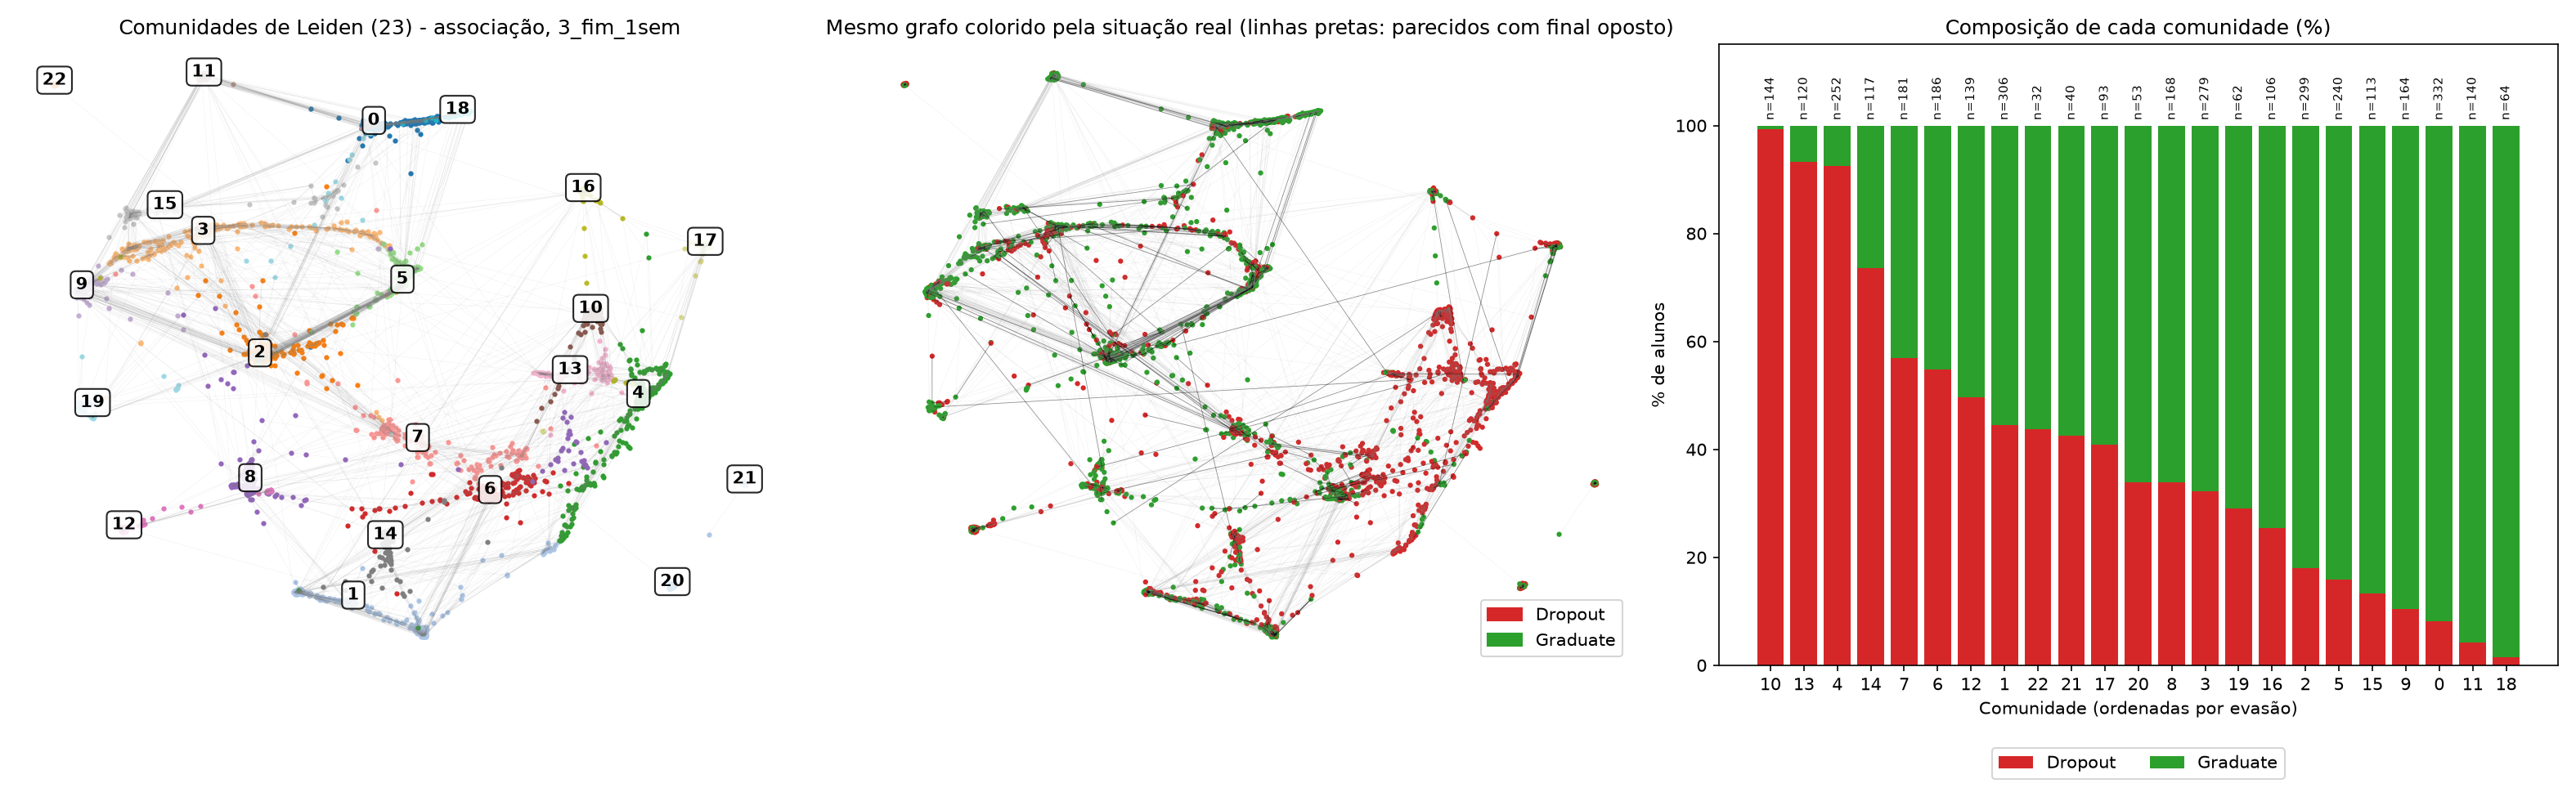 Comunidades de Leiden (23) - associação, 3_fim_1sem
22
11
0
18
15
3
16
17
9
5
10
2
13
4
19
7
8
6
21
12
14
20
1
Mesmo grafo colorido pela situação real (linhas pretas: parecidos com final oposto)
Dropout
Graduate
Composição de cada comunidade (%)
n=144 n=120 n=252 n=117 n=181 n=186 n=139 n=306 n=32 n=40 n=93 n=53 n=168 n=279 n=62 n=106 n=299 n=240 n=113 n=164 n=332 n=140 n=64
100
80
60
40
20
0
% de alunos
10 13 4 14 7 6 12 1 22 21 17 20 8 3 19 16 2 5 15 9 0 11 18
Comunidade (ordenadas por evasão)
Dropout Graduate